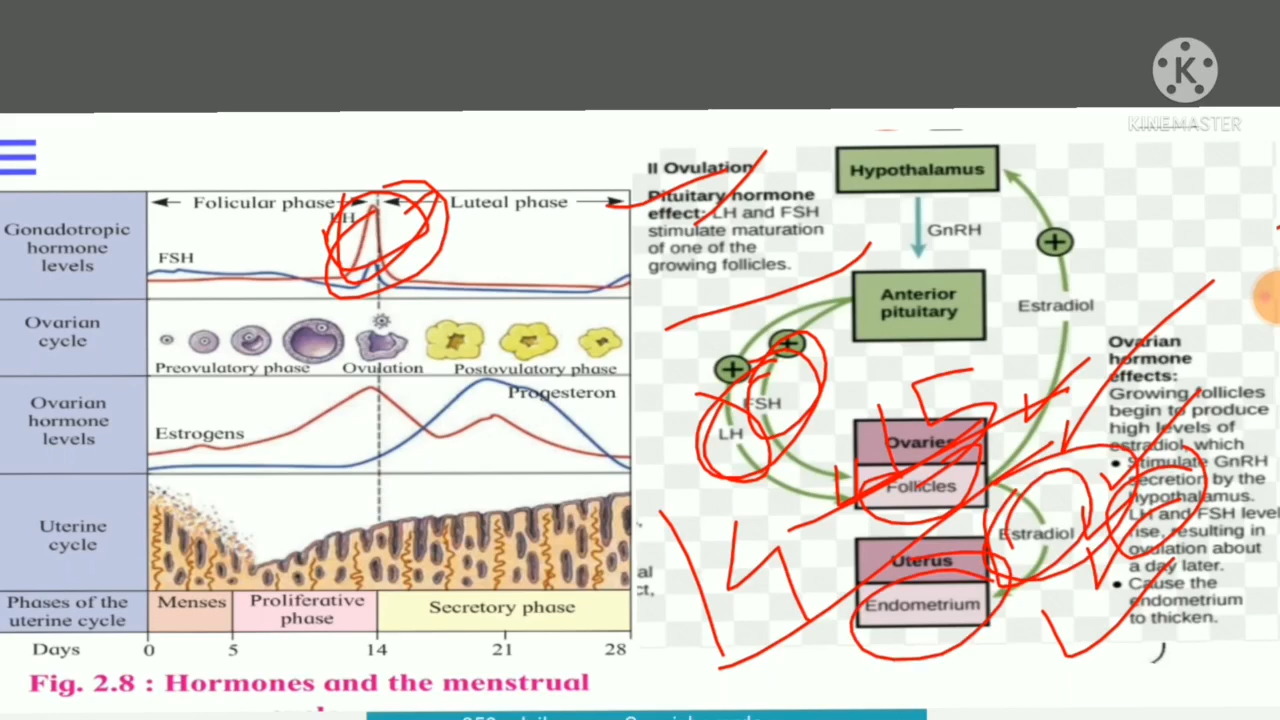 KINEMASTER
Folicular phase
Luteal phase
Gonadotropic
hormone
levels
LH
FSH
Ovarian
cycle
Preovulatory phase
Ovulation
Postovulatory phase
Ovarian
hormone
levels
Progesteron
Estrogens
Uterine
cycle
Phases of the
uterine cycle
Menses
Proliferative
phase
Secretory phase
Days
0
5
14
21
28
Fig. 2.8 : Hormones and the menstrual
II Ovulation
Pituitary hormone
effect: LH and FSH
stimulate maturation
of one of the
growing follicles.
Hypothalamus
GnRH
Anterior
pituitary
Estradiol
FSH
LH
Ovaries
Follicles
Estradiol
Uterus
Endometrium
Ovarian
hormone
effects:
Growing follicles
begin to produce
high levels of
estradiol, which
• Stimulate GnRH
secretion by the
hypothalamus.
LH and FSH level
rise, resulting in
ovulation about
a day later.
• Cause the
endometrium
to thicken.